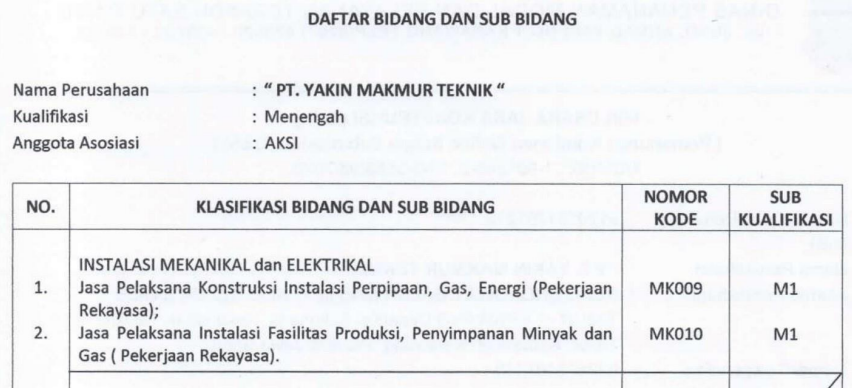 DAFTAR BIDANG DAN SUB BIDANG
Nama Perusahaan : “ PT. YAKIN MAKMUR TEKNIK “
Kualifikasi : Menengah
Anggota Asosiasi : AKSI
NO. KLASIFIKASI BIDANG DAN SUB BIDANG NOMOR KODE SUB KUALIFIKASI
INSTALASI MEKANIKAL dan ELEKTRIKAL
1. Jasa Pelaksana Konstruksi Instalasi Perpipaan, Gas, Energi (Pekerjaan MK009 M1
Rekayasa);
2. Jasa Pelaksana Instalasi Fasilitas Produksi, Penyimpanan Minyak dan MK010 M1
Gas ( Pekerjaan Rekayasa).